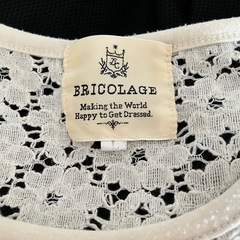 BRICOLAGE
Making the World
Happy to Get Dressed.